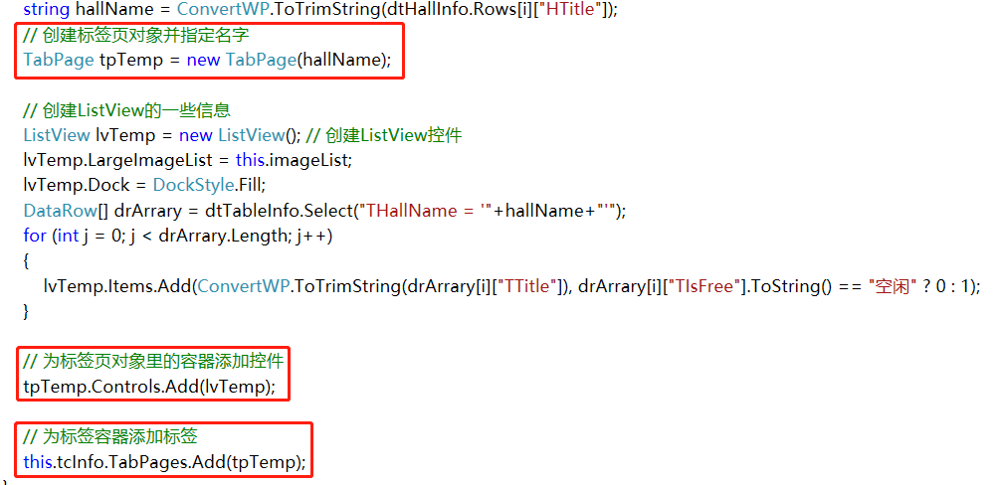 string hallName = ConvertWP.ToTrimString(dtHallInfo.Rows[i]["HTitle"]);
// 创建标签页对象并指定名字
TabPage tpTemp = new TabPage(hallName);
// 创建ListView的一些信息
ListView lvTemp = new ListView(); // 创建ListView控件
lvTemp.LargeImageList = this.imageList;
lvTemp.Dock = DockStyle.Fill;
DataRow[] drArrary = dtTableInfo.Select("THallName = '"+hallName+"'");
for (int j = 0; j < drArrary.Length; j++)
{
lvTemp.Items.Add(ConvertWP.ToTrimString(drArrary[i]["TTitle"]), drArrary[i]["TIsFree"].ToString() == "空闲" ? 0 : 1);
}
// 为标签页对象里的容器添加控件
tpTemp.Controls.Add(lvTemp);
// 为标签容器添加标签
this.tcInfo.TabPages.Add(tpTemp);